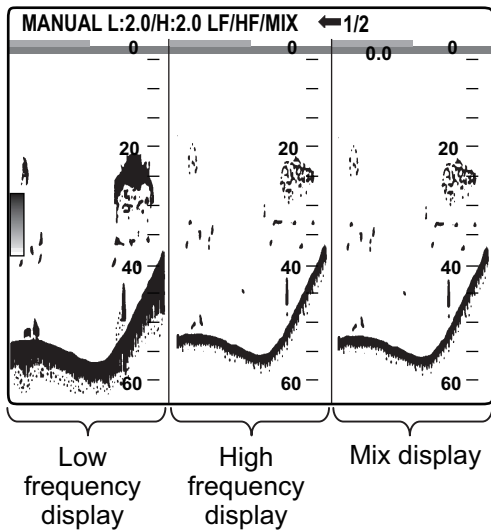 MANUAL L:2.0/H:2.0 LF/HF/MIX ⬅1/2
0 0 0.0 0
20 20 20
40 40 40
60 60 60
Low frequency display
High frequency display
Mix display